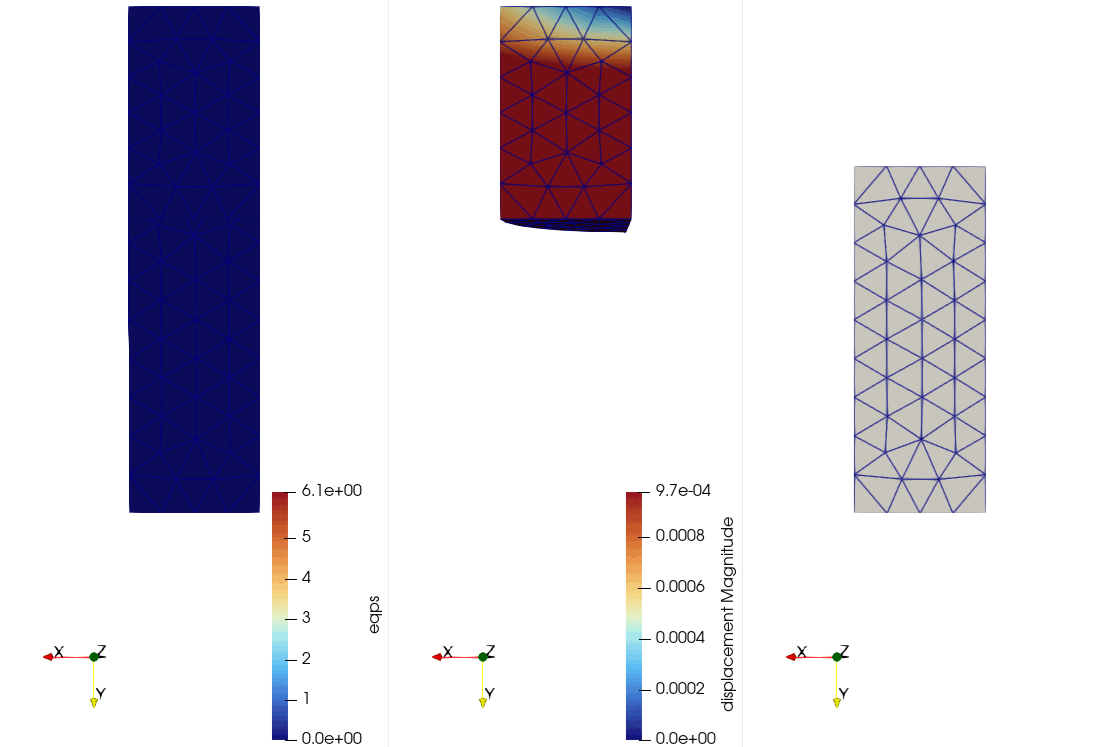 6.1e+00
5
4
3
2
1
0.0e+00
eqps
X
Z
Y
9.7e-04
0.0008
0.0006
0.0004
0.0002
0.0e+00
displacement Magnitude
X
Z
Y
X
Z
Y